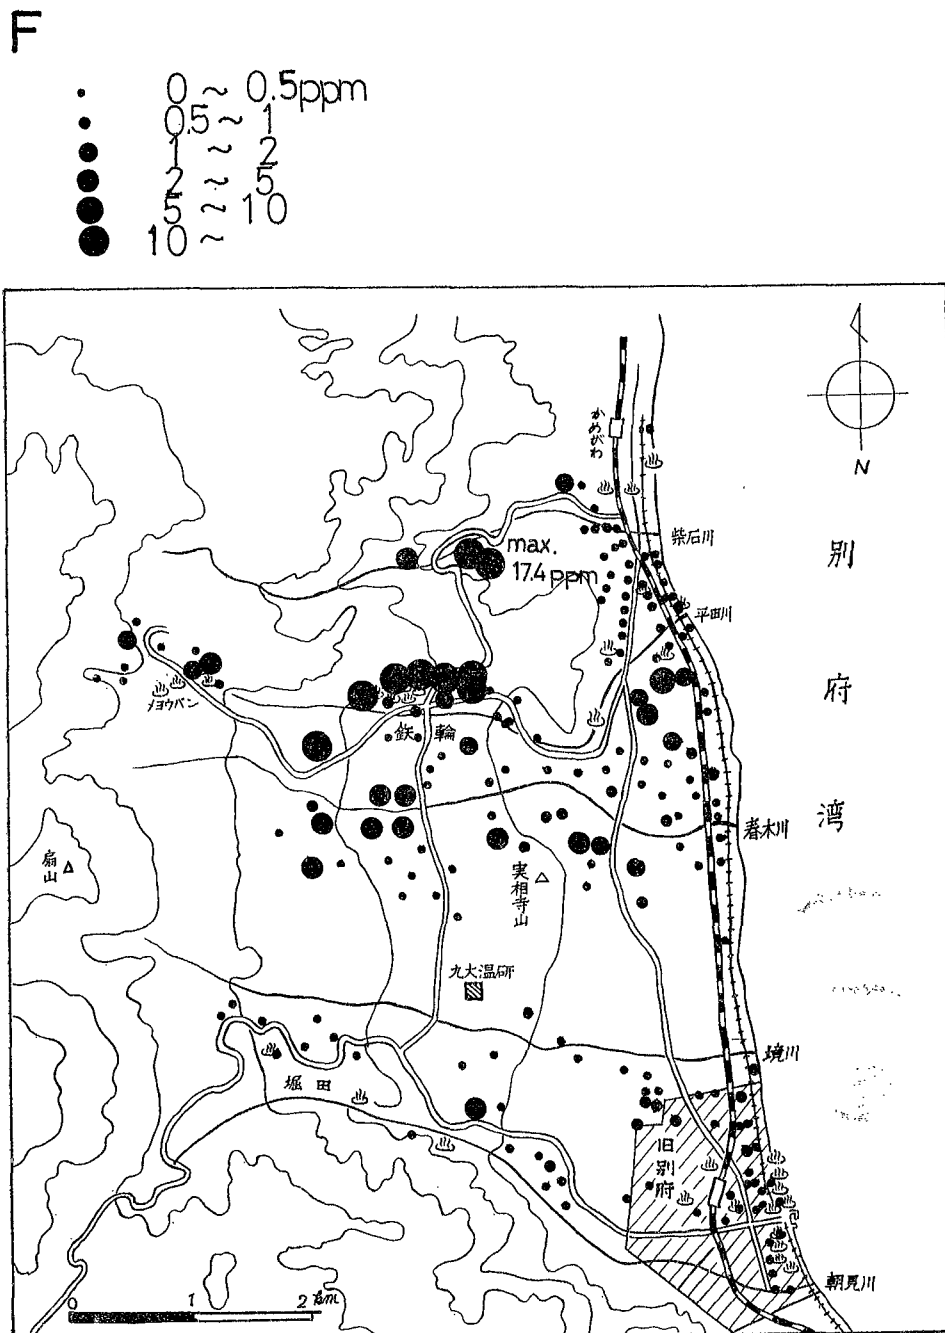 F
0 ~ 0.5ppm
0.5 ~ 1
1 ~ 2
2 ~ 5
5 ~ 10
10 ~
N
かめがわ
柴石川
別府湾
max.
17.4 ppm
平田川
メヨウバン
鉄輪
春木川
扇山
実相寺山
九大温研
境川
堀田
旧別府
朝見川
0 1 2 km